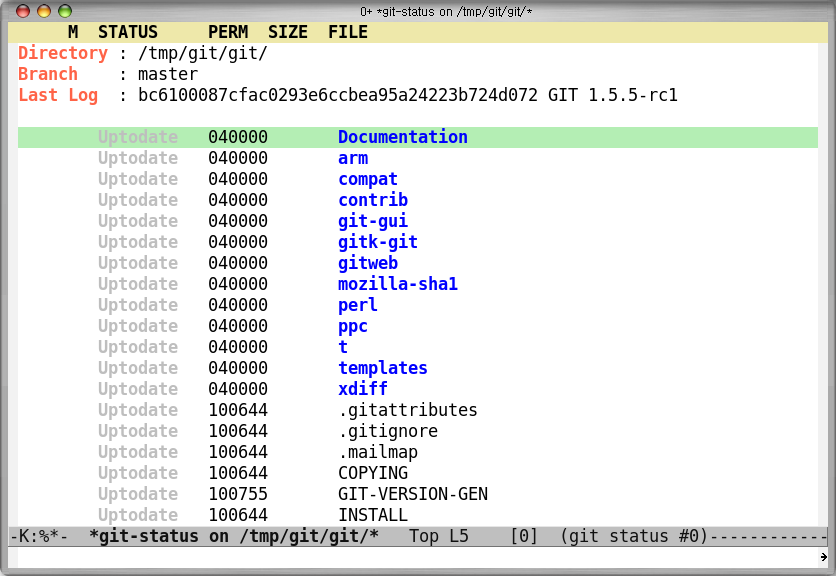 0+ *git-status on /tmp/git/git/*
M STATUS PERM SIZE FILE
Directory : /tmp/git/git/
Branch : master
Last Log : bc6100087cfac0293e6ccbea95a24223b724d072 GIT 1.5.5-rc1
Uptodate 040000 Documentation
Uptodate 040000 arm
Uptodate 040000 compat
Uptodate 040000 contrib
Uptodate 040000 git-gui
Uptodate 040000 gitk-git
Uptodate 040000 gitweb
Uptodate 040000 mozilla-sha1
Uptodate 040000 perl
Uptodate 040000 ppc
Uptodate 040000 t
Uptodate 040000 templates
Uptodate 040000 xdiff
Uptodate 100644 .gitattributes
Uptodate 100644 .gitignore
Uptodate 100644 .mailmap
Uptodate 100644 COPYING
Uptodate 100755 GIT-VERSION-GEN
Uptodate 100644 INSTALL
-K:%*- *git-status on /tmp/git/git/* Top L5 [0] (git status #0)------------